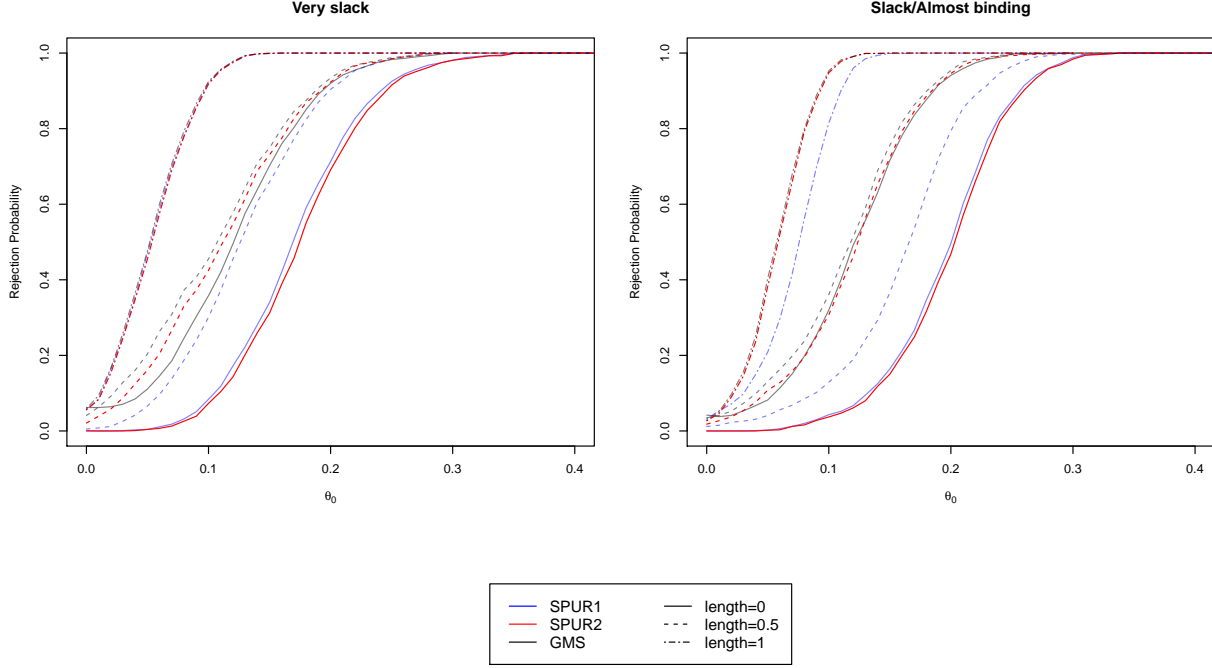 Very slack
Slack/Almost binding
Rejection Probability
0.0 0.2 0.4 0.6 0.8 1.0
0.0 0.1 0.2 0.3 0.4
θ0
Rejection Probability
0.0 0.2 0.4 0.6 0.8 1.0
0.0 0.1 0.2 0.3 0.4
θ0
SPUR1
SPUR2
GMS
length=0
length=0.5
length=1